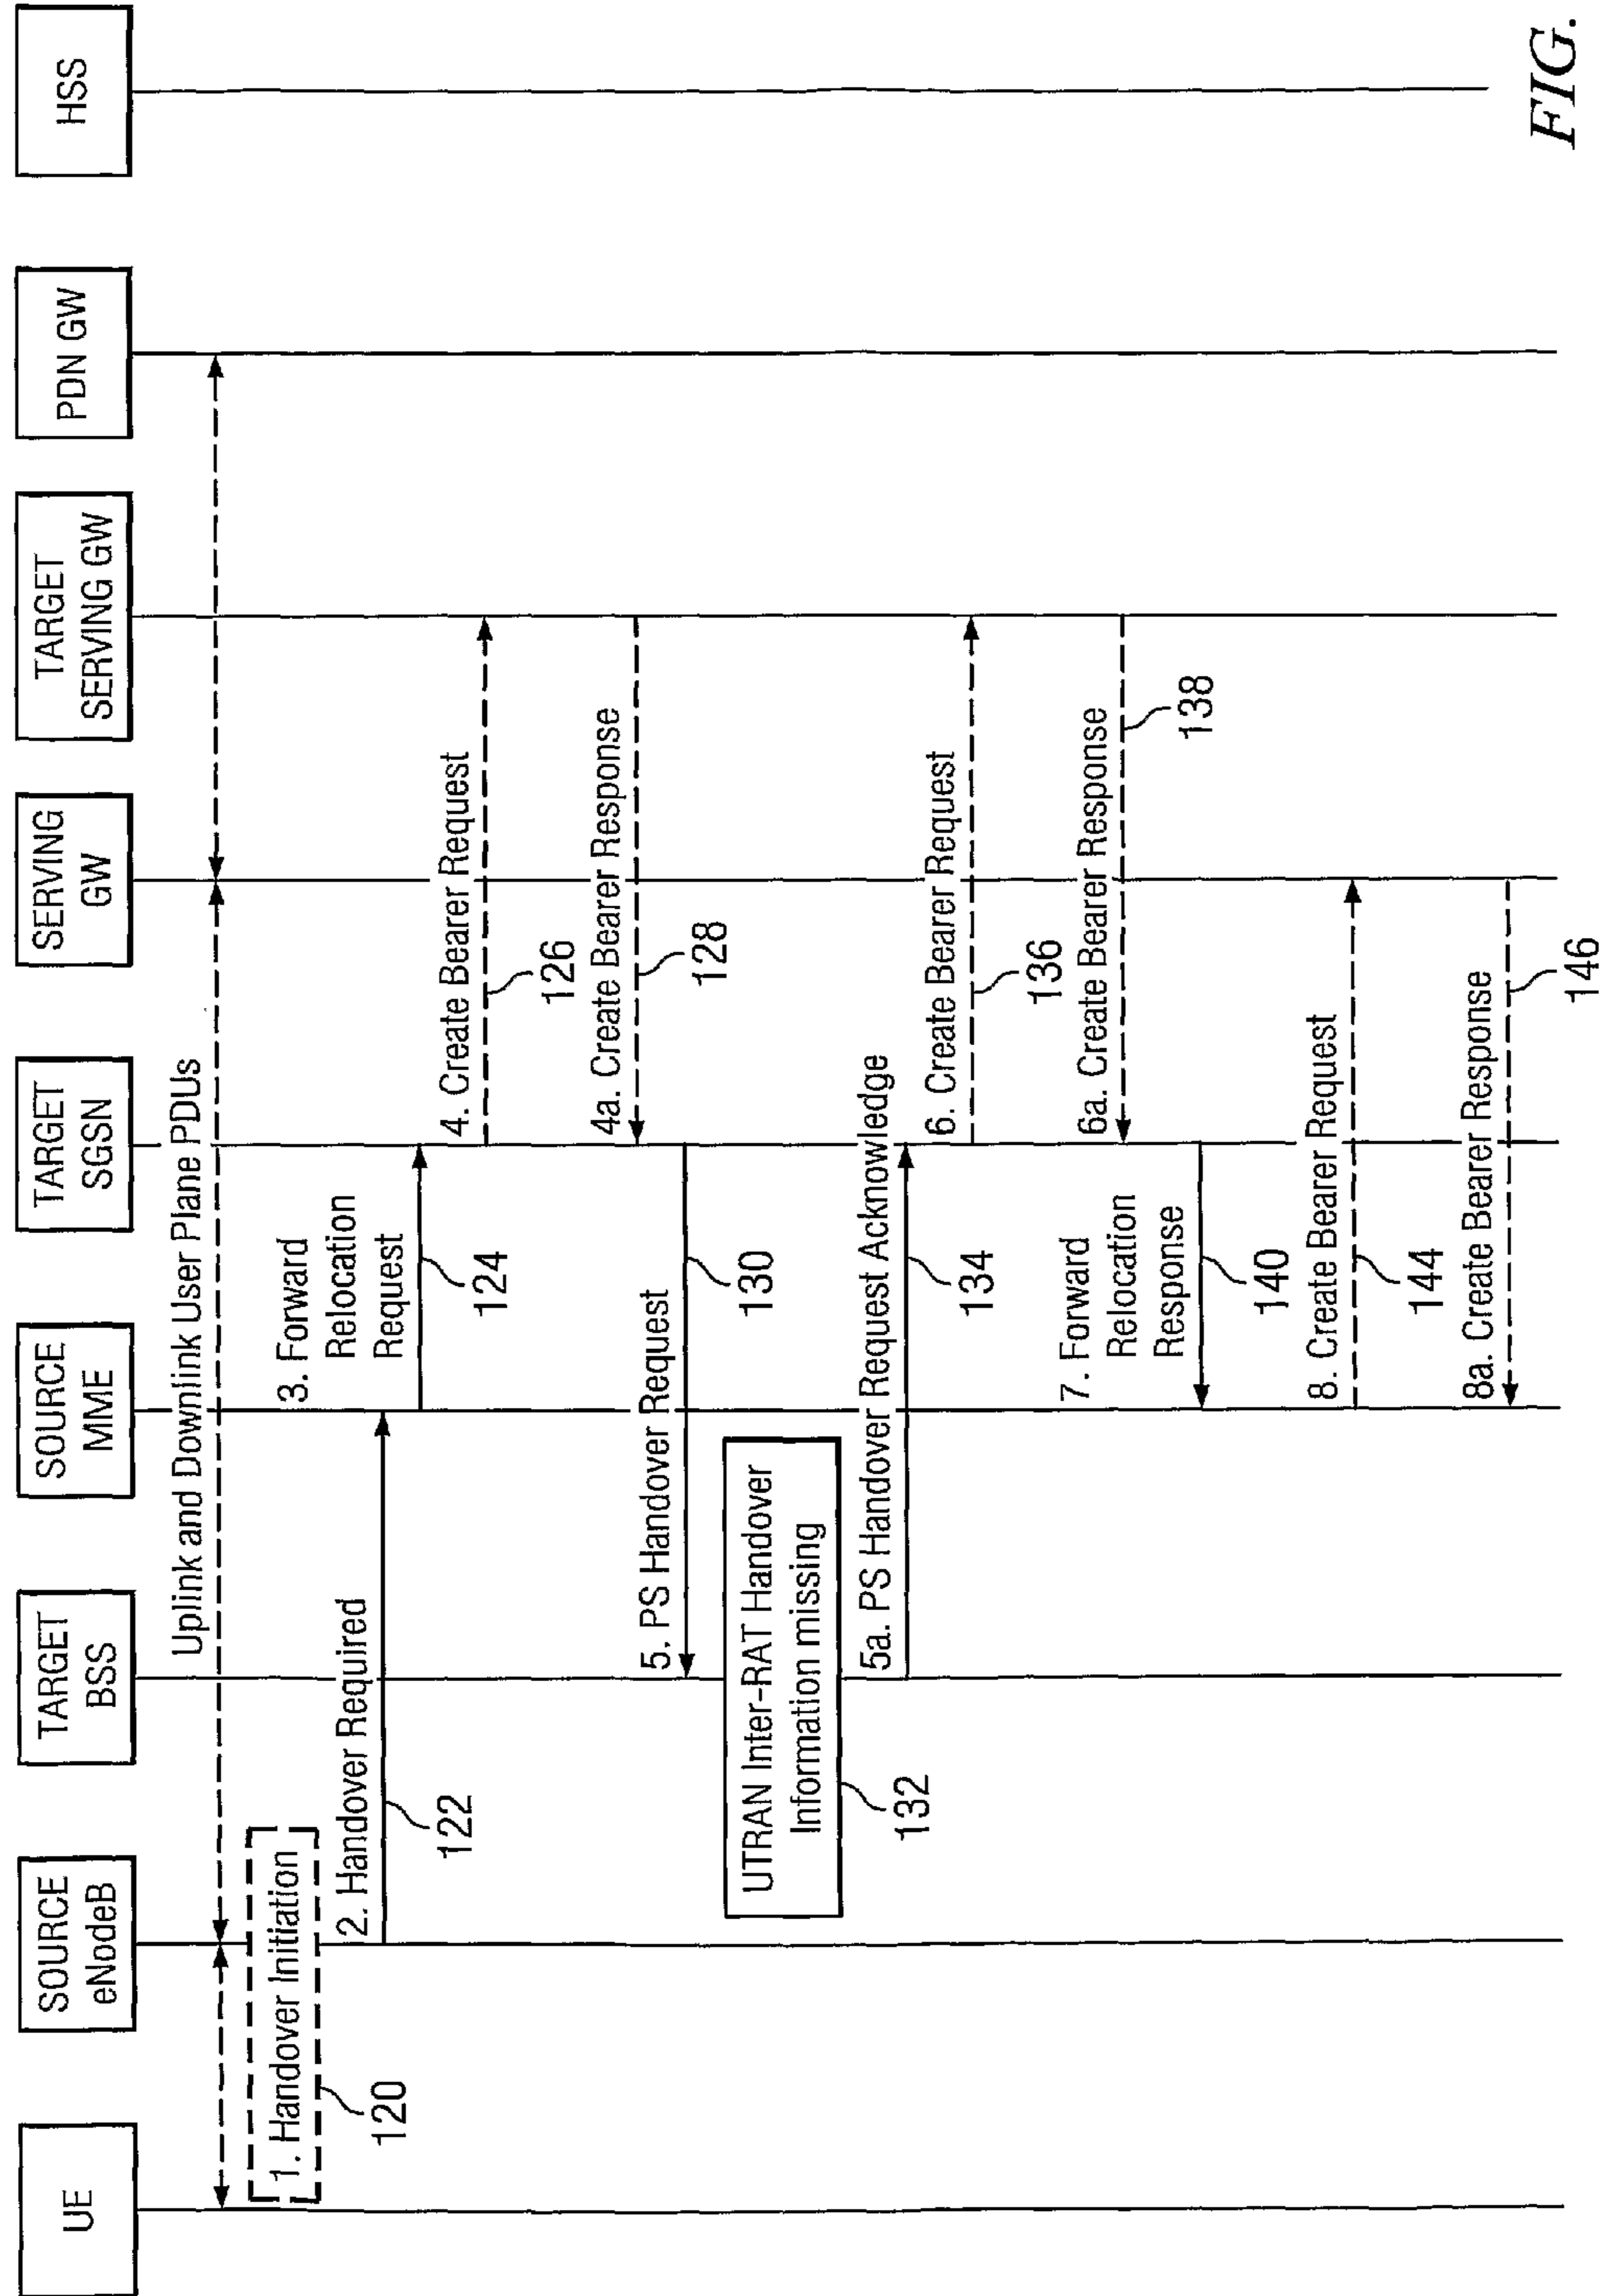 UE
SOURCE
eNodeB
TARGET
BSS
SOURCE
MME
TARGET
SGSN
SERVING
GW
TARGET
SERVING GW
PDN GW
HSS
Uplink and Downlink User Plane PDUs
1. Handover Initiation
120
2. Handover Required
122
3. Forward
Relocation
Request
124
4. Create Bearer Request
126
4a. Create Bearer Response
128
5. PS Handover Request
130
UTRAN Inter-RAT Handover
Information missing
132
5a. PS Handover Request Acknowledge
134
6. Create Bearer Request
136
6a. Create Bearer Response
138
7. Forward
Relocation
Response
140
8. Create Bearer Request
144
8a. Create Bearer Response
146
FIG.